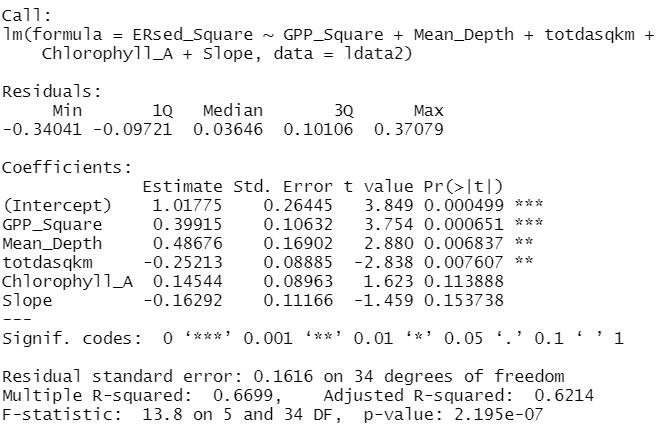 Call:
lm(formula = ERsed_Square ~ GPP_Square + Mean_Depth + totdasqkm +
    Chlorophyll_A + Slope, data = ldata2)

Residuals:
     Min       1Q   Median       3Q      Max
-0.34041 -0.09721  0.03646  0.10106  0.37079

Coefficients:
              Estimate Std. Error t value Pr(>|t|)
(Intercept)    1.01775    0.26445   3.849 0.000499 ***
GPP_Square     0.39915    0.10632   3.754 0.000651 ***
Mean_Depth     0.48676    0.16902   2.880 0.006837 **
totdasqkm     -0.25213    0.08885  -2.838 0.007607 **
Chlorophyll_A  0.14544    0.08963   1.623 0.113888
Slope         -0.16292    0.11166  -1.459 0.153738
---
Signif. codes:  0 ‘***’ 0.001 ‘**’ 0.01 ‘*’ 0.05 ‘.’ 0.1 ‘ ’ 1

Residual standard error: 0.1616 on 34 degrees of freedom
Multiple R-squared:  0.6699,    Adjusted R-squared:  0.6214
F-statistic:  13.8 on 5 and 34 DF,  p-value: 2.195e-07